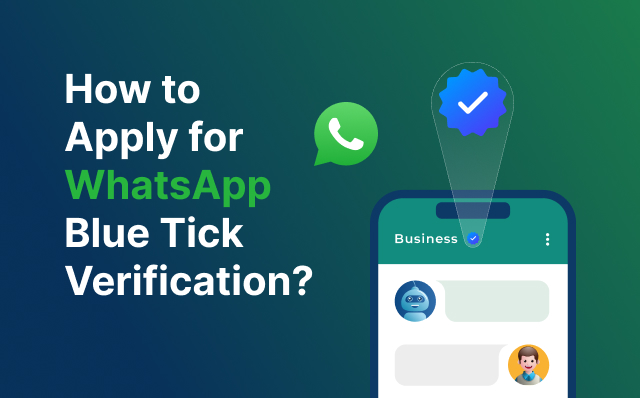 How to
Apply for
WhatsApp
Blue Tick
Verification?
Business